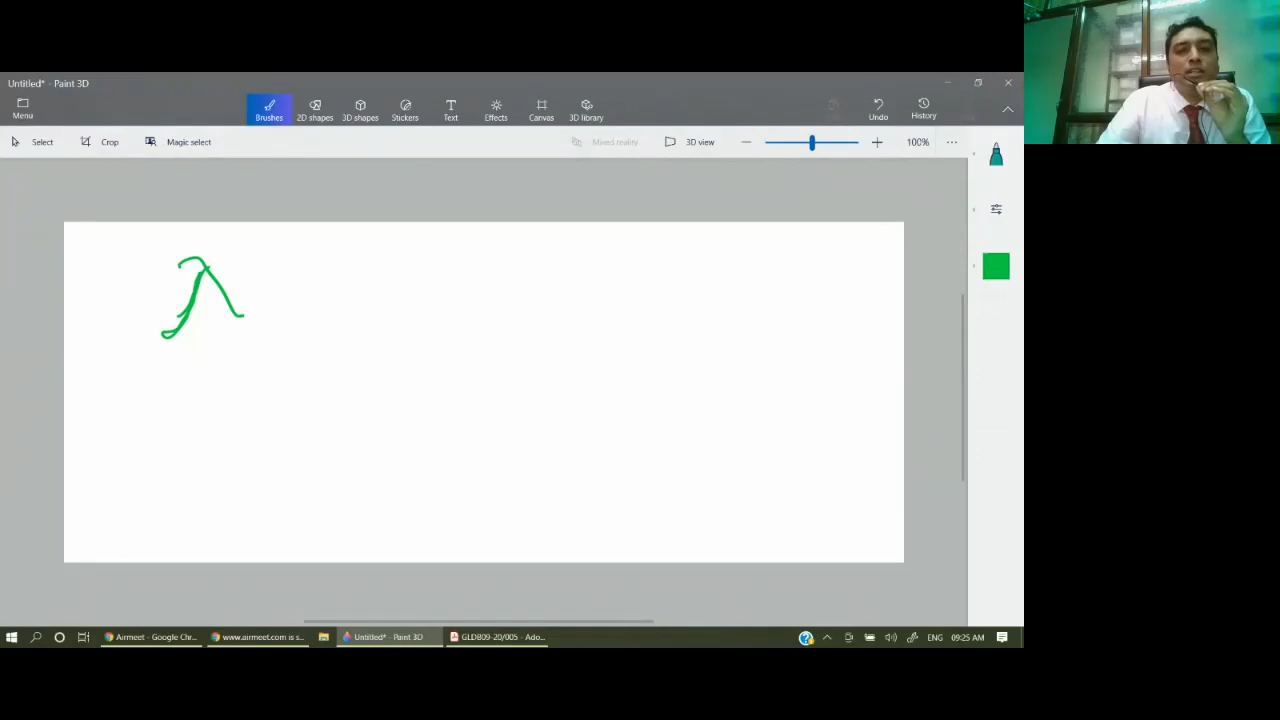 Untitled* - Paint 3D
Menu
Brushes
2D shapes
3D shapes
Stickers
Text
Effects
Canvas
3D library
Undo
History
Select
Crop
Magic select
Mixed reality
3D view
100%
λ
Airmeet - Google Chr...
www.airmeet.com is s...
Untitled* - Paint 3D
GLDB09-20/005 - Ado...
ENG
09:25 AM